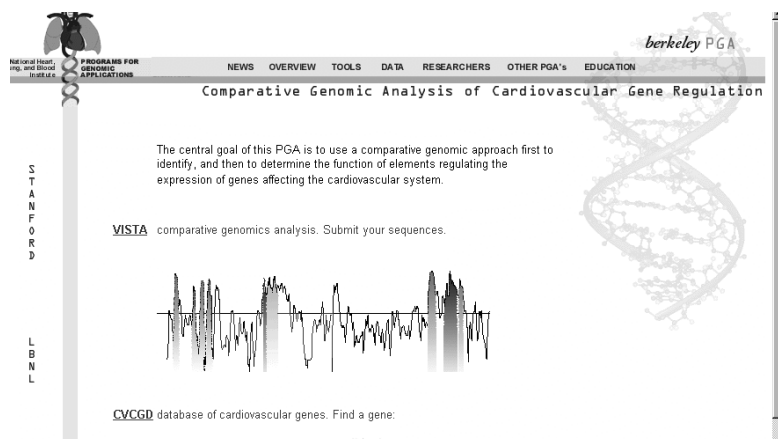 berkeley PGA
National Heart,
ng, and Blood
Institute
PROGRAMS FOR
GENOMIC
APPLICATIONS
NEWS OVERVIEW TOOLS DATA RESEARCHERS OTHER PGA's EDUCATION
Comparative Genomic Analysis of Cardiovascular Gene Regulation
The central goal of this PGA is to use a comparative genomic approach first to
identify, and then to determine the function of elements regulating the
expression of genes affecting the cardiovascular system.
STANFORD
VISTA comparative genomics analysis. Submit your sequences.
LBNL
CVCGD database of cardiovascular genes. Find a gene: